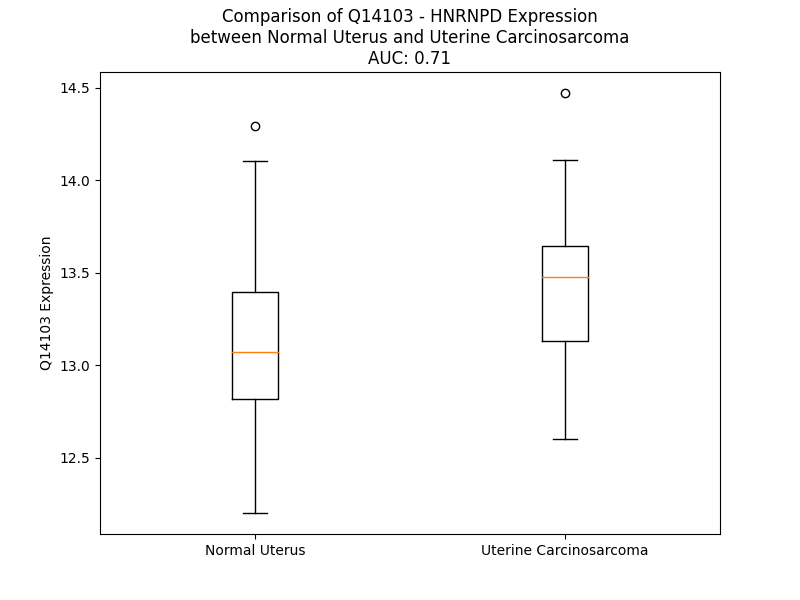 Comparison of Q14103 - HNRNPD Expression
between Normal Uterus and Uterine Carcinosarcoma
AUC: 0.71
14.5
14.0
13.5
13.0
12.5
Q14103 Expression
Normal Uterus
Uterine Carcinosarcoma